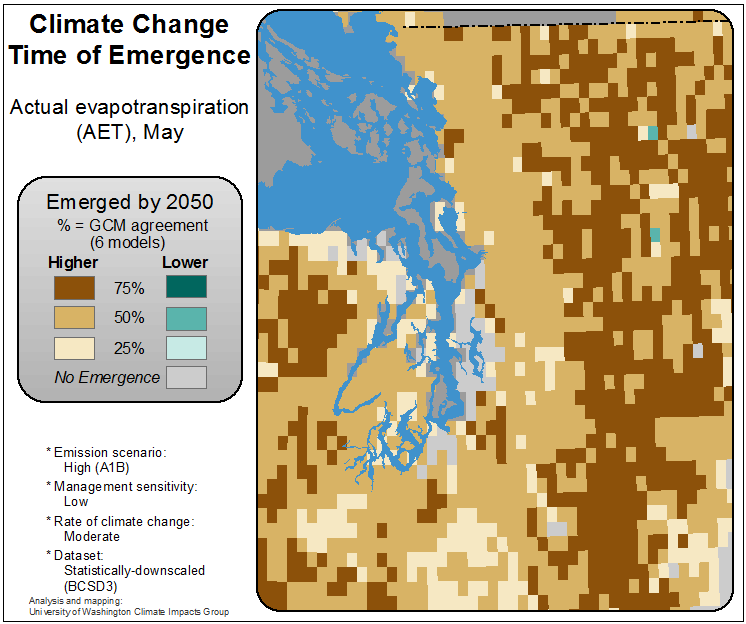 Climate Change
Time of Emergence
Actual evapotranspiration
(AET), May
Emerged by 2050
% = GCM agreement
(6 models)
Higher Lower
75%
50%
25%
No Emergence
* Emission scenario:
High (A1B)
* Management sensitivity:
Low
* Rate of climate change:
Moderate
* Dataset:
Statistically-downscaled
(BCSD3)
Analysis and mapping:
University of Washington Climate Impacts Group